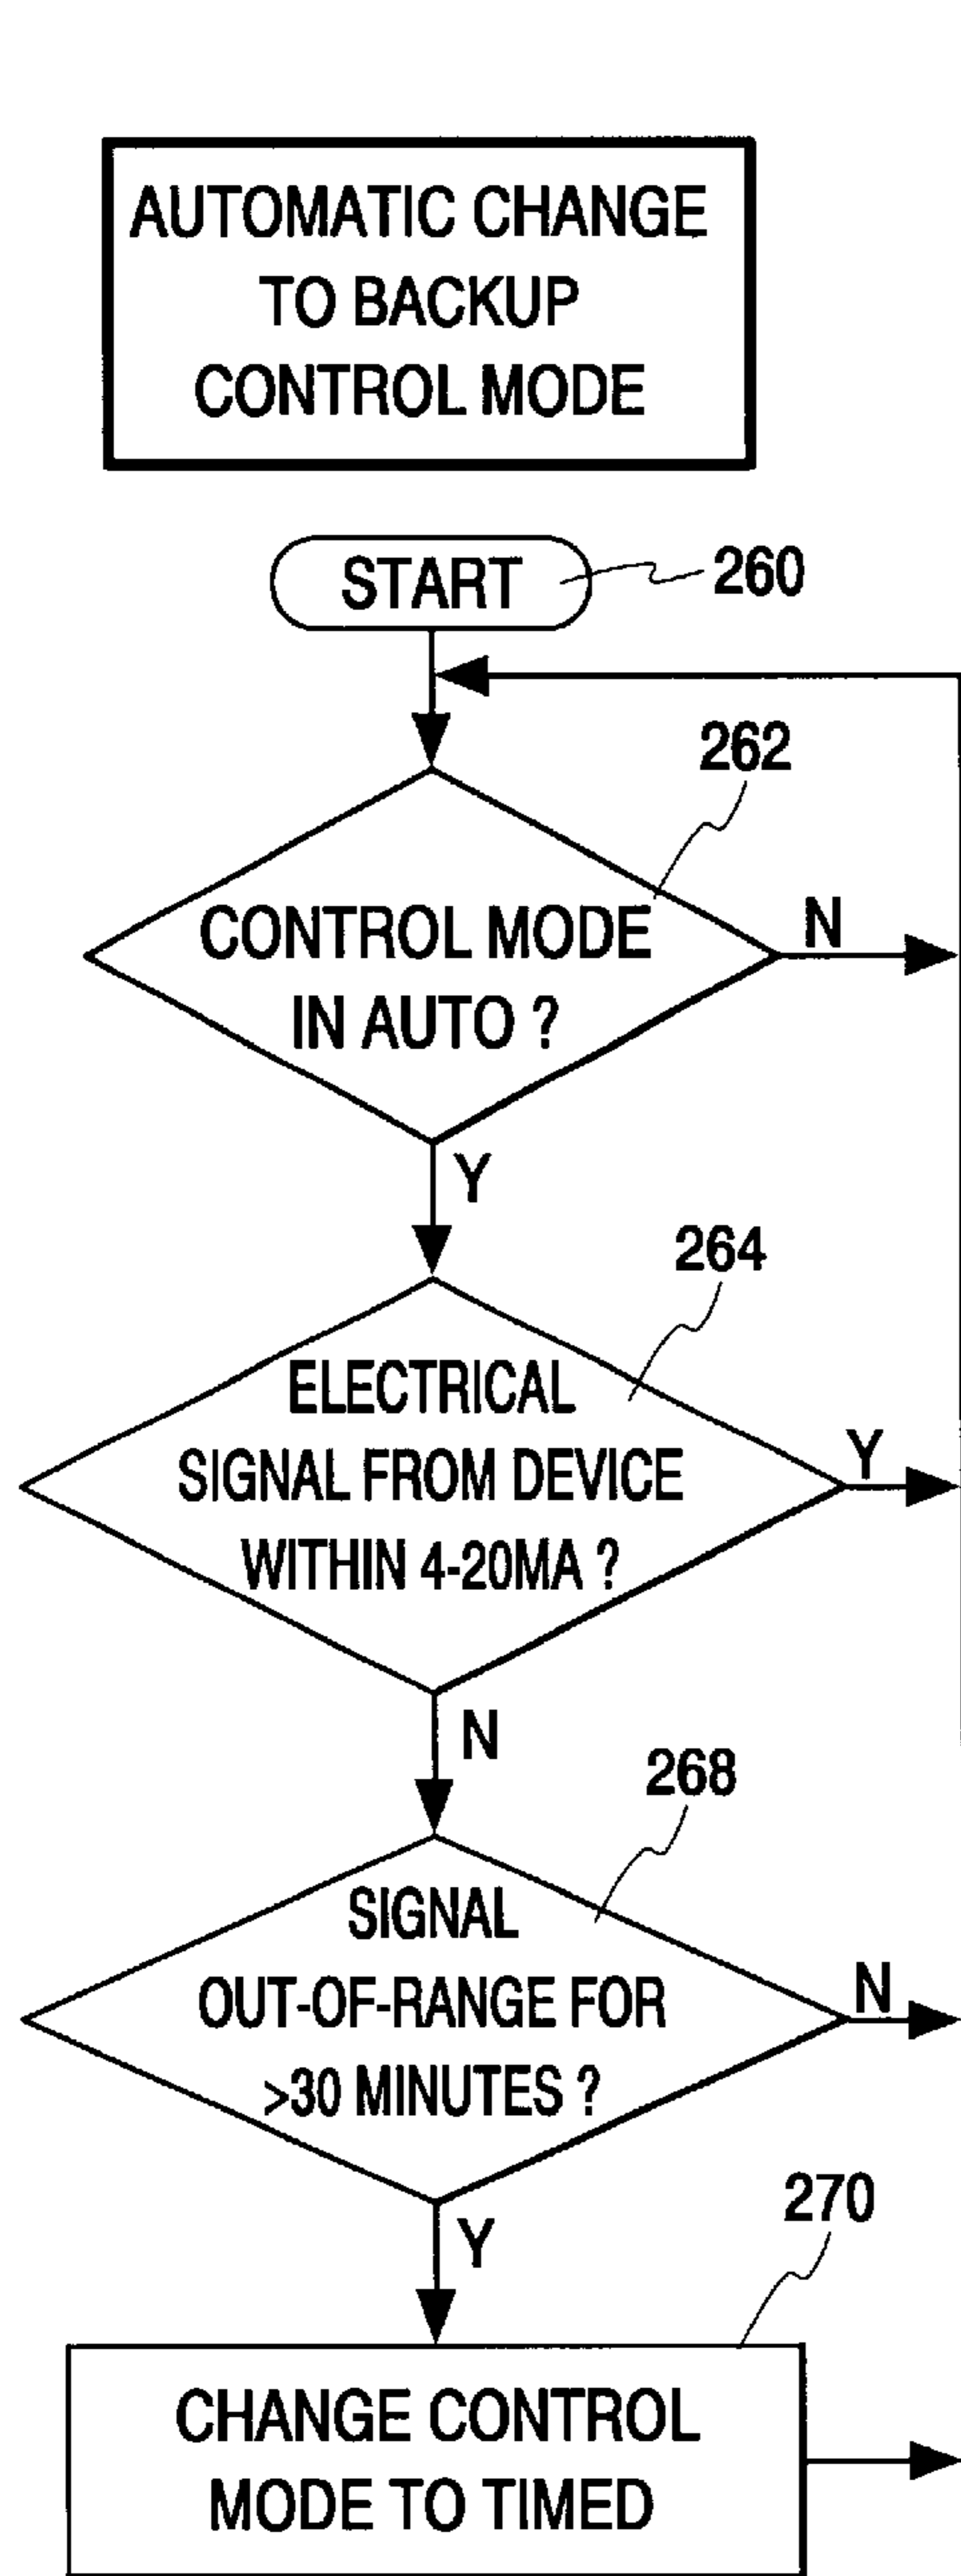 AUTOMATIC CHANGE
TO BACKUP
CONTROL MODE
START
260
262
CONTROL MODE
IN AUTO ?
N
Y
264
ELECTRICAL
SIGNAL FROM DEVICE
WITHIN 4-20MA ?
Y
N
268
SIGNAL
OUT-OF-RANGE FOR
>30 MINUTES ?
N
Y
270
CHANGE CONTROL
MODE TO TIMED